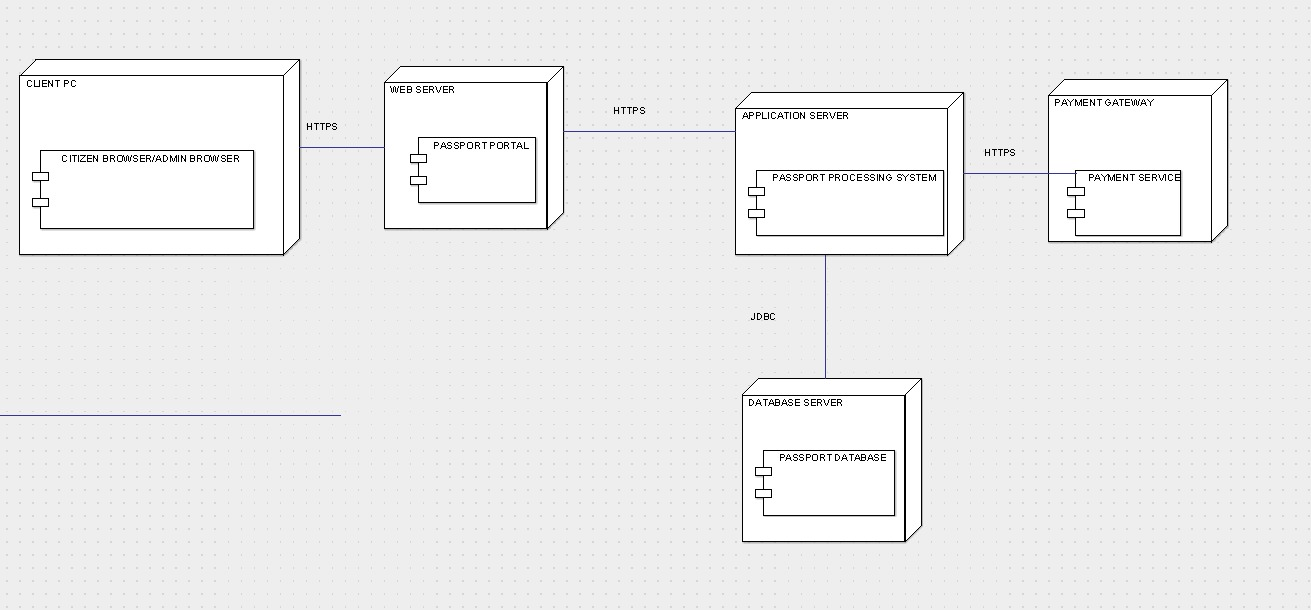 CLIENT PC
CITIZEN BROWSER/ADMIN BROWSER
HTTPS
WEB SERVER
PASSPORT PORTAL
HTTPS
APPLICATION SERVER
PASSPORT PROCESSING SYSTEM
HTTPS
PAYMENT GATEWAY
PAYMENT SERVICE
JDBC
DATABASE SERVER
PASSPORT DATABASE